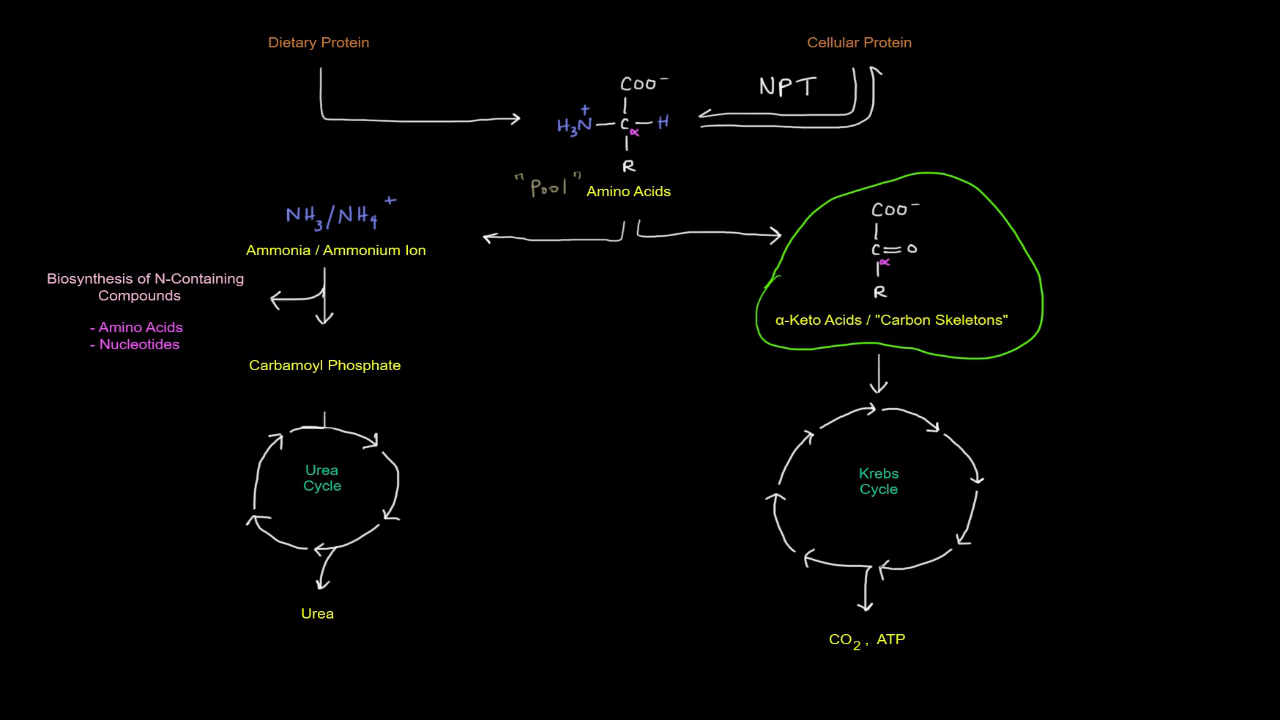 Dietary Protein
Cellular Protein
NPT
COO⁻
H₃N⁺—C—H
α
R
"Pool"
Amino Acids
NH₃/NH₄⁺
Ammonia / Ammonium Ion
COO⁻
C=O
α
R
α-Keto Acids / "Carbon Skeletons"
Biosynthesis of N-Containing
Compounds
- Amino Acids
- Nucleotides
Carbamoyl Phosphate
Urea
Cycle
Krebs
Cycle
Urea
CO₂, ATP